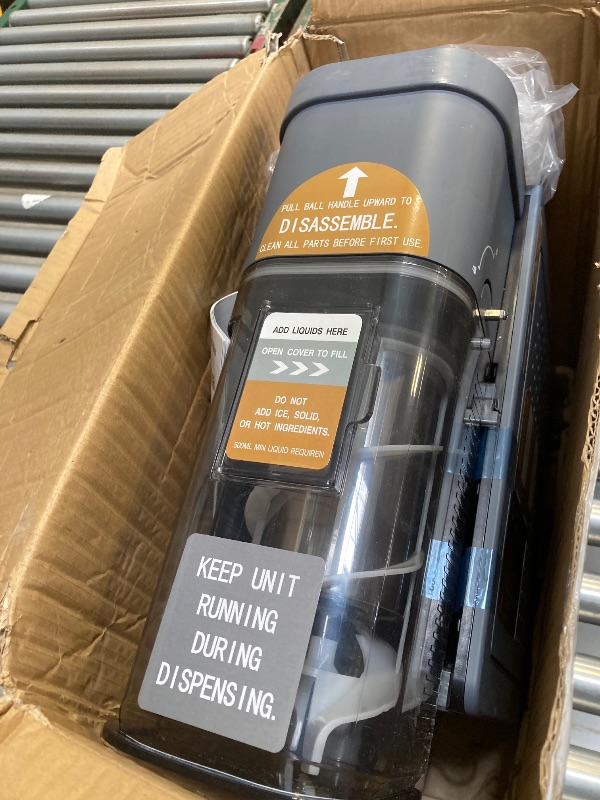 PULL BALL HANDLE UPWARD TO
DISASSEMBLE.
CLEAN ALL PARTS BEFORE FIRST USE.
ADD LIQUIDS HERE
OPEN COVER TO FILL
DO NOT
ADD ICE, SOLID,
OR HOT INGREDIENTS.
500ML MIN LIQUID REQUIREN
KEEP UNIT
RUNNING
DURING
DISPENSING.